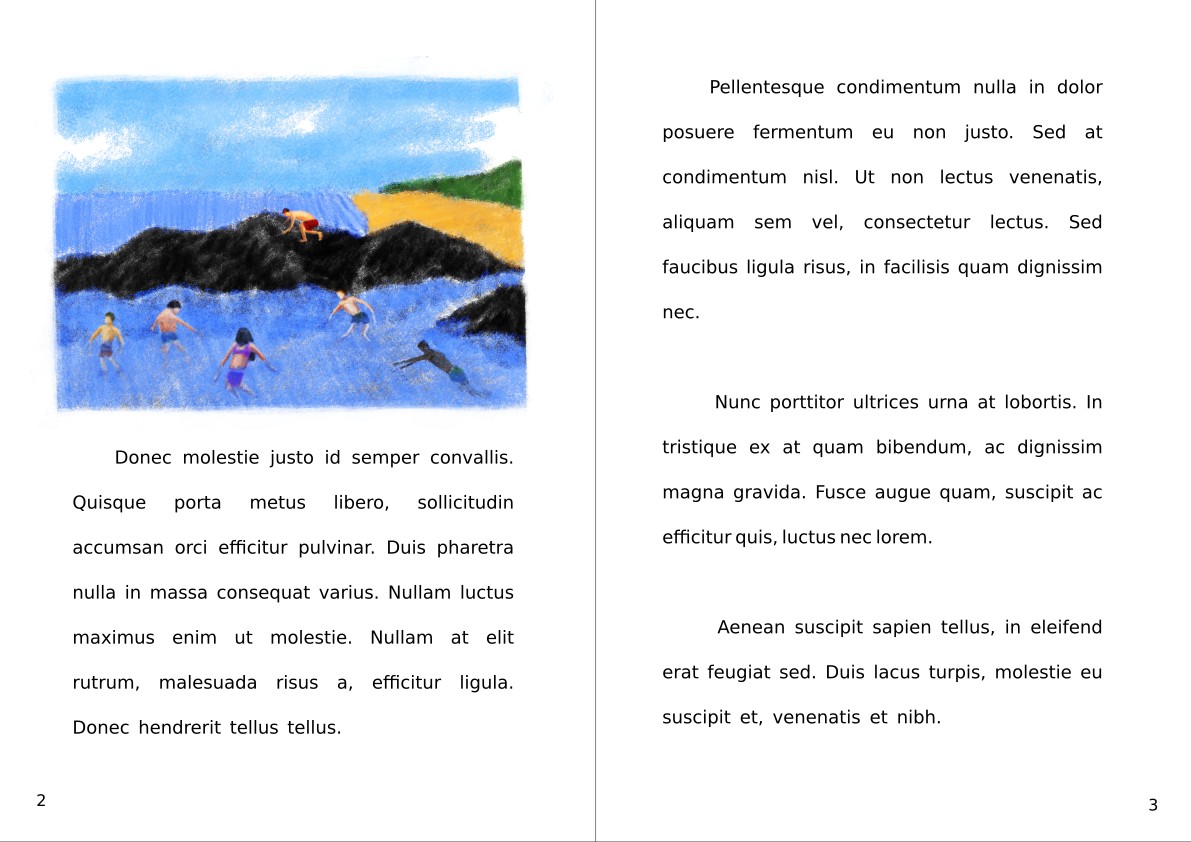 Donec molestie justo id semper convallis.
Quisque porta metus libero, sollicitudin
accumsan orci efficitur pulvinar. Duis pharetra
nulla in massa consequat varius. Nullam luctus
maximus enim ut molestie. Nullam at elit
rutrum, malesuada risus a, efficitur ligula.
Donec hendrerit tellus tellus.
2
Pellentesque condimentum nulla in dolor
posuere fermentum eu non justo. Sed at
condimentum nisl. Ut non lectus venenatis,
aliquam sem vel, consectetur lectus. Sed
faucibus ligula risus, in facilisis quam dignissim
nec.
Nunc porttitor ultrices urna at lobortis. In
tristique ex at quam bibendum, ac dignissim
magna gravida. Fusce augue quam, suscipit ac
efficitur quis, luctus nec lorem.
Aenean suscipit sapien tellus, in eleifend
erat feugiat sed. Duis lacus turpis, molestie eu
suscipit et, venenatis et nibh.
3